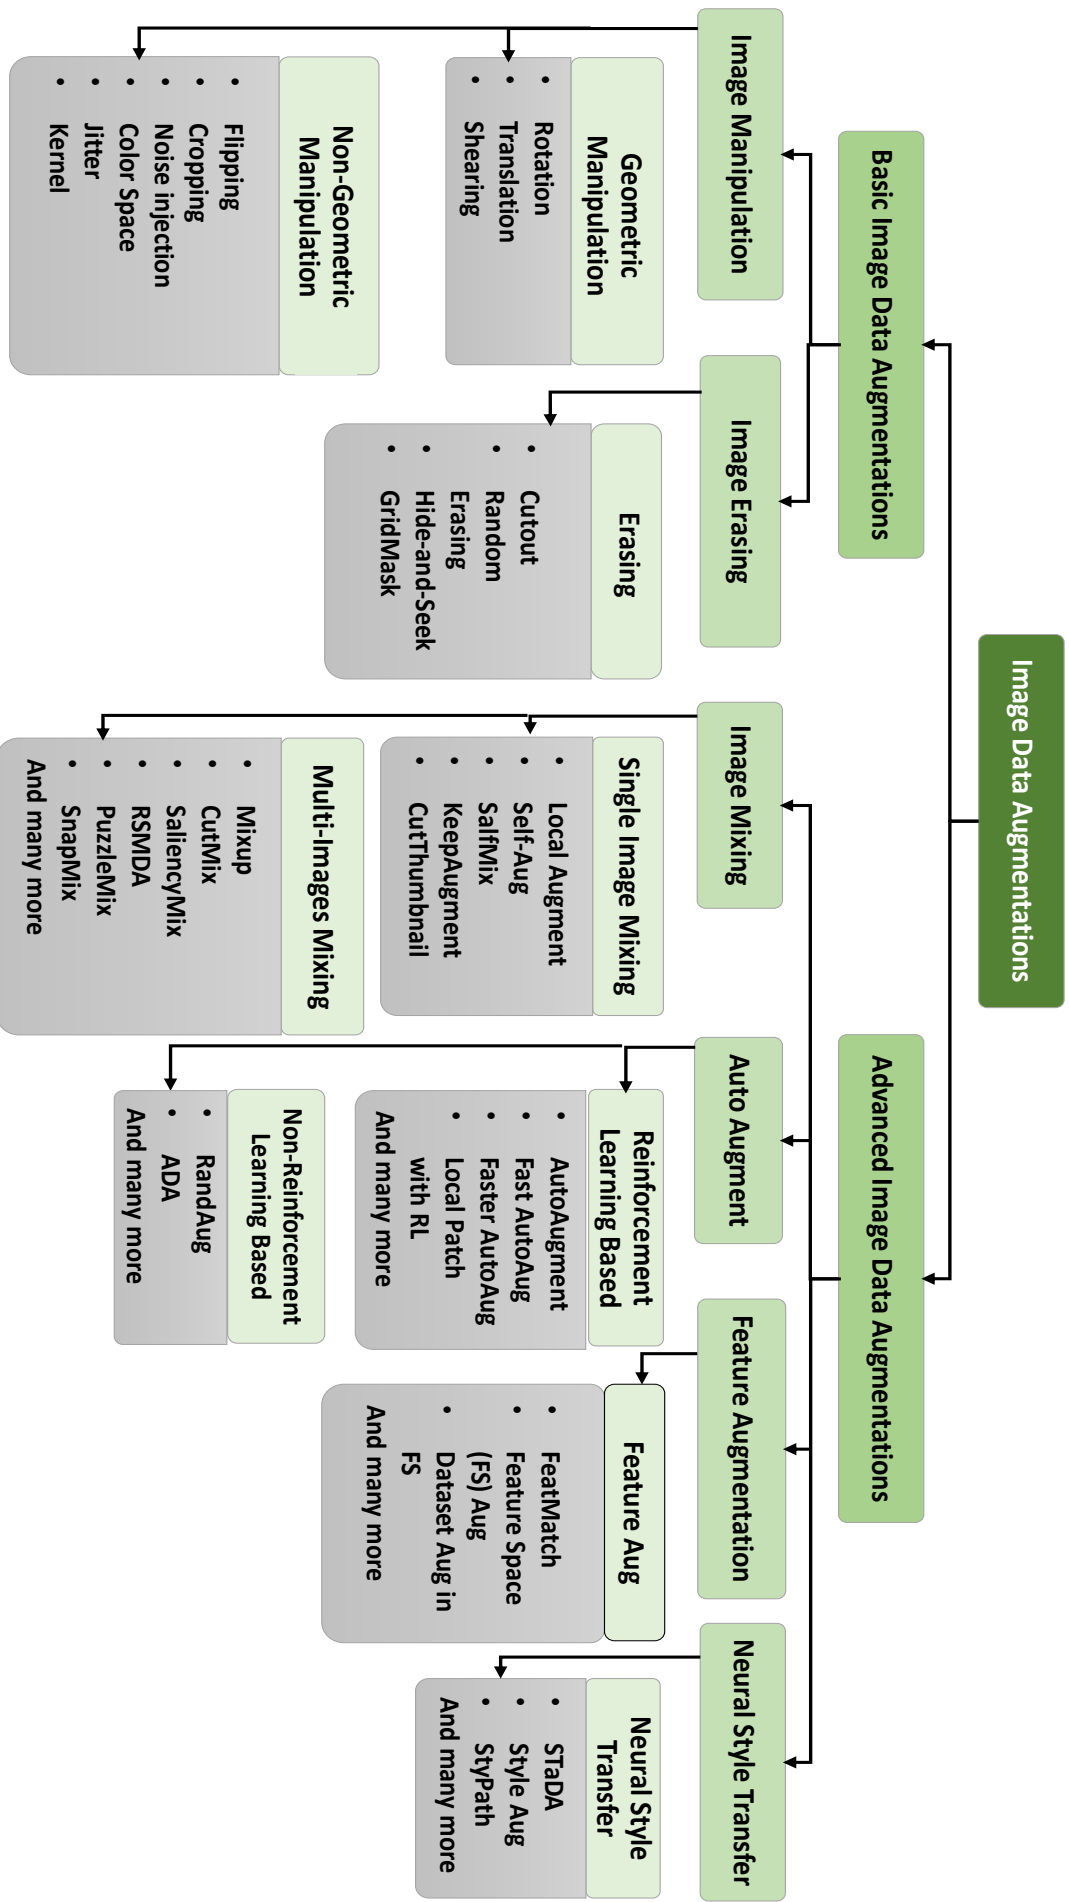 Image Data Augmentations
Basic Image Data Augmentations
Advanced Image Data Augmentations
Image Manipulation
Image Erasing
Image Mixing
Auto Augment
Feature Augmentation
Neural Style Transfer
Geometric
Manipulation
• Rotation
• Translation
• Shearing
Non-Geometric
Manipulation
• Flipping
• Cropping
• Noise injection
• Color Space
• Jitter
• Kernel
Erasing
• Cutout
• Random
Erasing
• Hide-and-Seek
• GridMask
Single Image Mixing
• Local Augment
• Self-Aug
• SalfMix
• KeepAugment
• CutThumbnail
Multi-Images Mixing
• Mixup
• CutMix
• SaliencyMix
• RSMDA
• PuzzleMix
• SnapMix
And many more
Reinforcement
Learning Based
• AutoAugment
• Fast AutoAug
• Faster AutoAug
• Local Patch
with RL
And many more
Non-Reinforcement
Learning Based
• RandAug
• ADA
And many more
Feature Aug
• FeatMatch
• Feature Space
(FS) Aug
• Dataset Aug in
FS
And many more
Neural Style
Transfer
• STaDA
• Style Aug
• StyPath
And many more